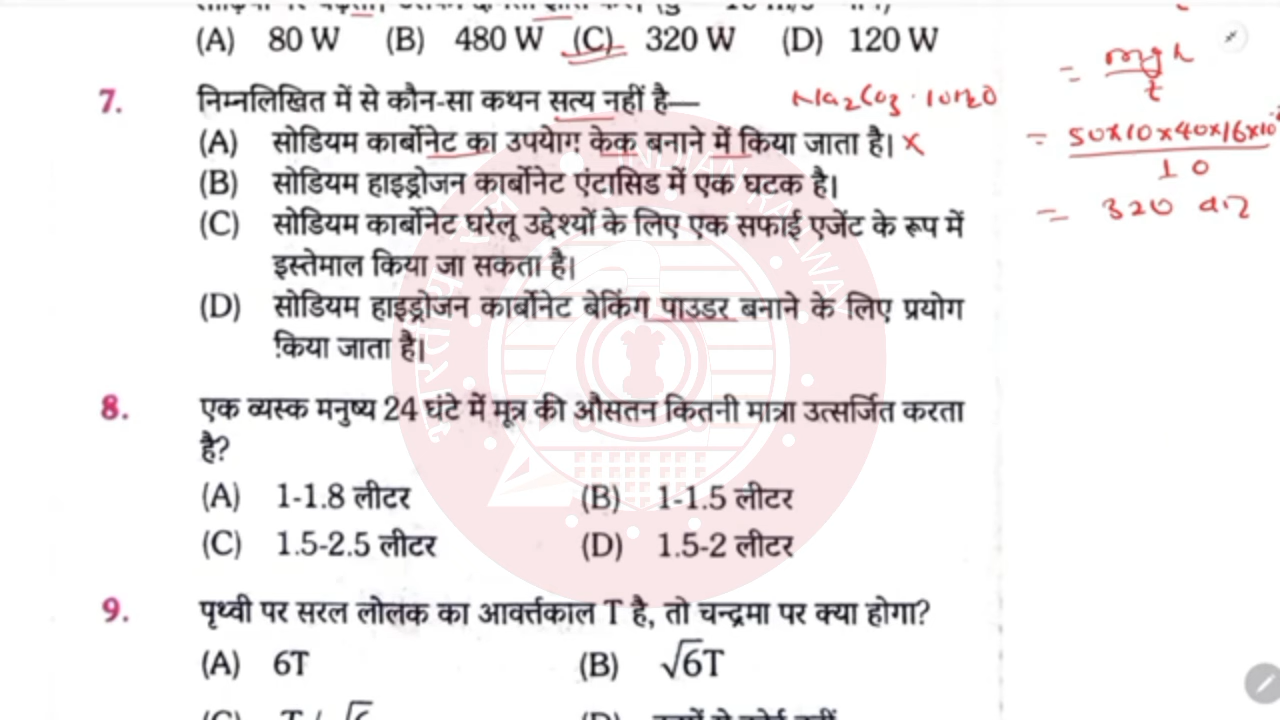 (A) 80 W (B) 480 W (C) 320 W (D) 120 W
7. निम्नलिखित में से कौन-सा कथन सत्य नहीं है—
(A) सोडियम कार्बोनेट का उपयोग केक बनाने में किया जाता है। ×
(B) सोडियम हाइड्रोजन कार्बोनेट एंटासिड में एक घटक है।
(C) सोडियम कार्बोनेट घरेलू उद्देश्यों के लिए एक सफाई एजेंट के रूप में
इस्तेमाल किया जा सकता है।
(D) सोडियम हाइड्रोजन कार्बोनेट बेकिंग पाउडर बनाने के लिए प्रयोग
किया जाता है।
8. एक व्यस्क मनुष्य 24 घंटे में मूत्र की औसतन कितनी मात्रा उत्सर्जित करता
है?
(A) 1-1.8 लीटर (B) 1-1.5 लीटर
(C) 1.5-2.5 लीटर (D) 1.5-2 लीटर
9. पृथ्वी पर सरल लोलक का आवर्त्तकाल T है, तो चन्द्रमा पर क्या होगा?
(A) 6T (B) √6T
Na2CO3 · 10H2O
= mgh
t
= 50×10×40×16×10
10
= 320
INDIAN RAILWAY